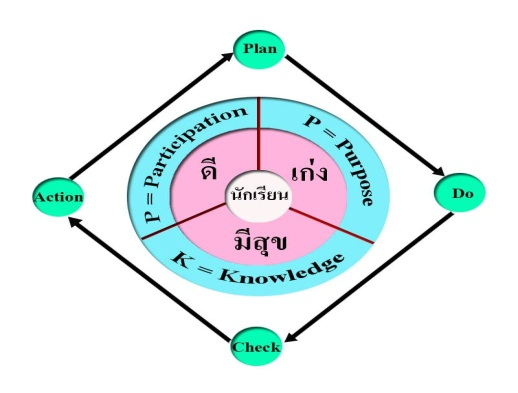 Plan
P = Participation
P = Purpose
ดี
เก่ง
Action
นักเรียน
Do
มีสุข
K = Knowledge
Check